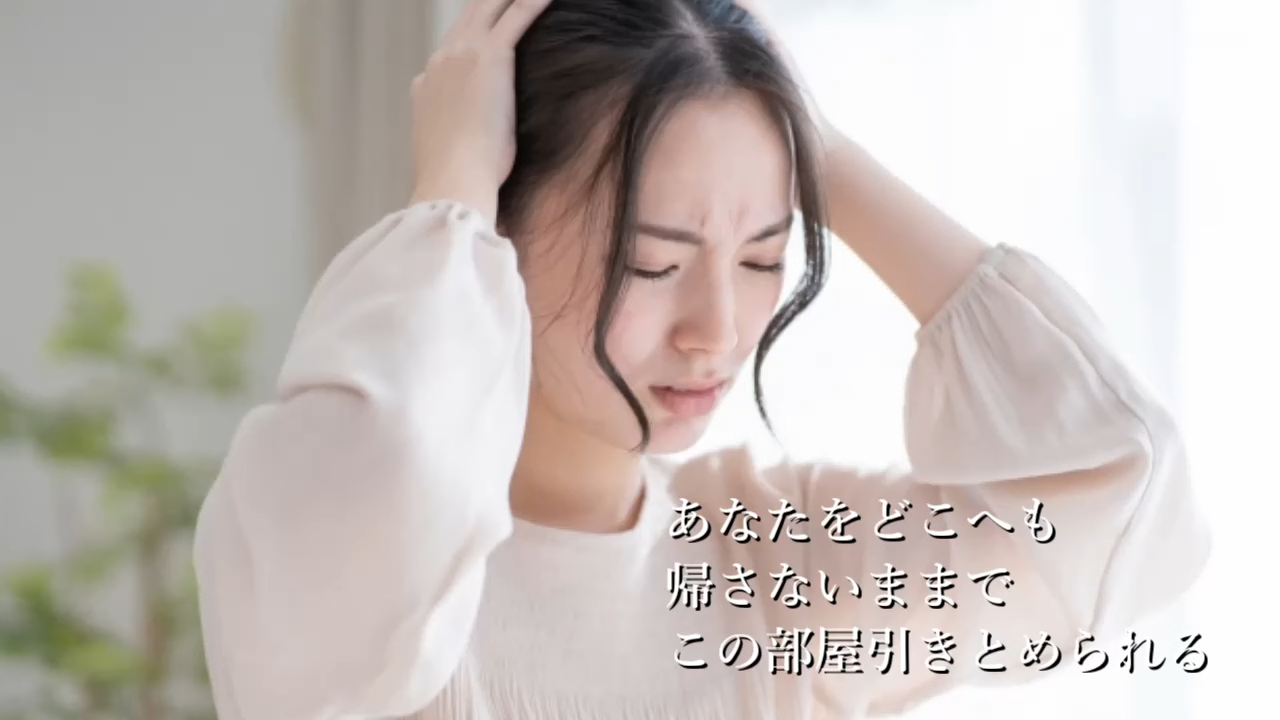 あなたをどこへも
帰さないままで
この部屋引きとめられる